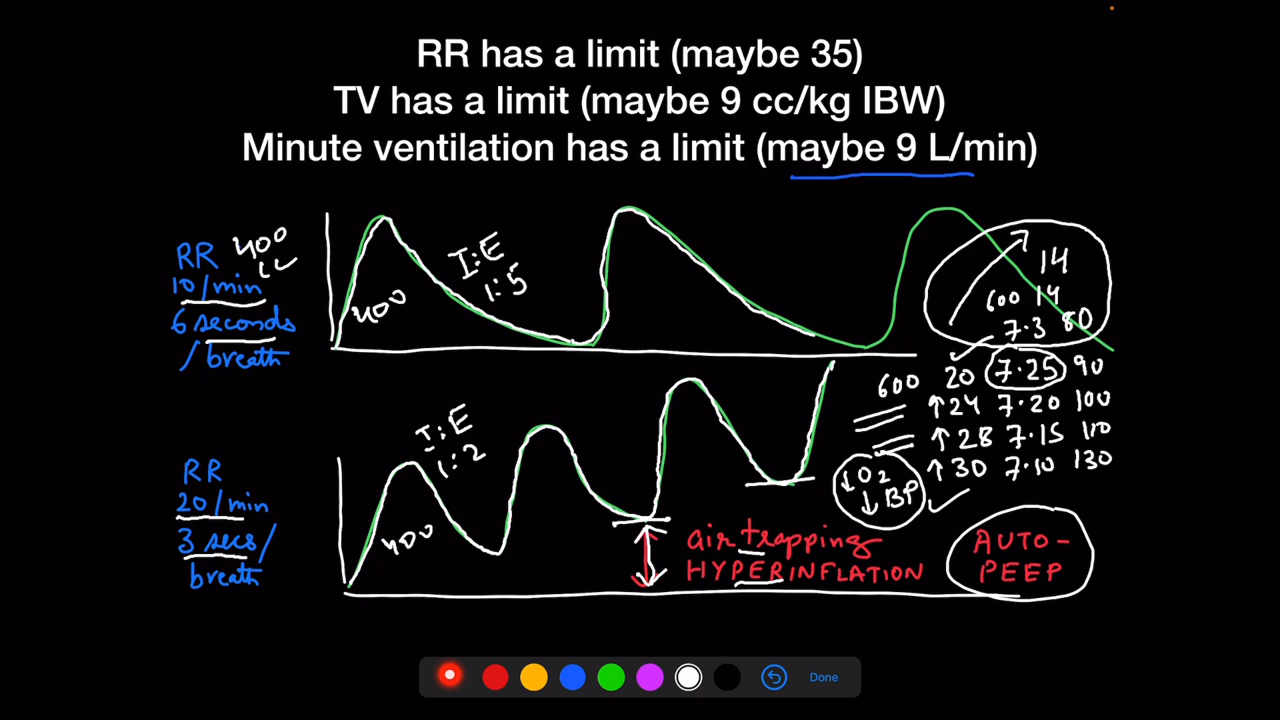 RR has a limit (maybe 35)
TV has a limit (maybe 9 cc/kg IBW)
Minute ventilation has a limit (maybe 9 L/min)
RR 400
cc
10/min
6 seconds
/breath
400
I:E
1:5
14
600 14
7.3 80
600 20 7.25 90
↑24 7.20 100
↑28 7.15 110
↑30 7.10 130
↓O2
↓BP
RR
20/min
3 secs/
breath
400
I:E
1:2
air trapping
HYPERINFLATION
AUTO-
PEEP
Done